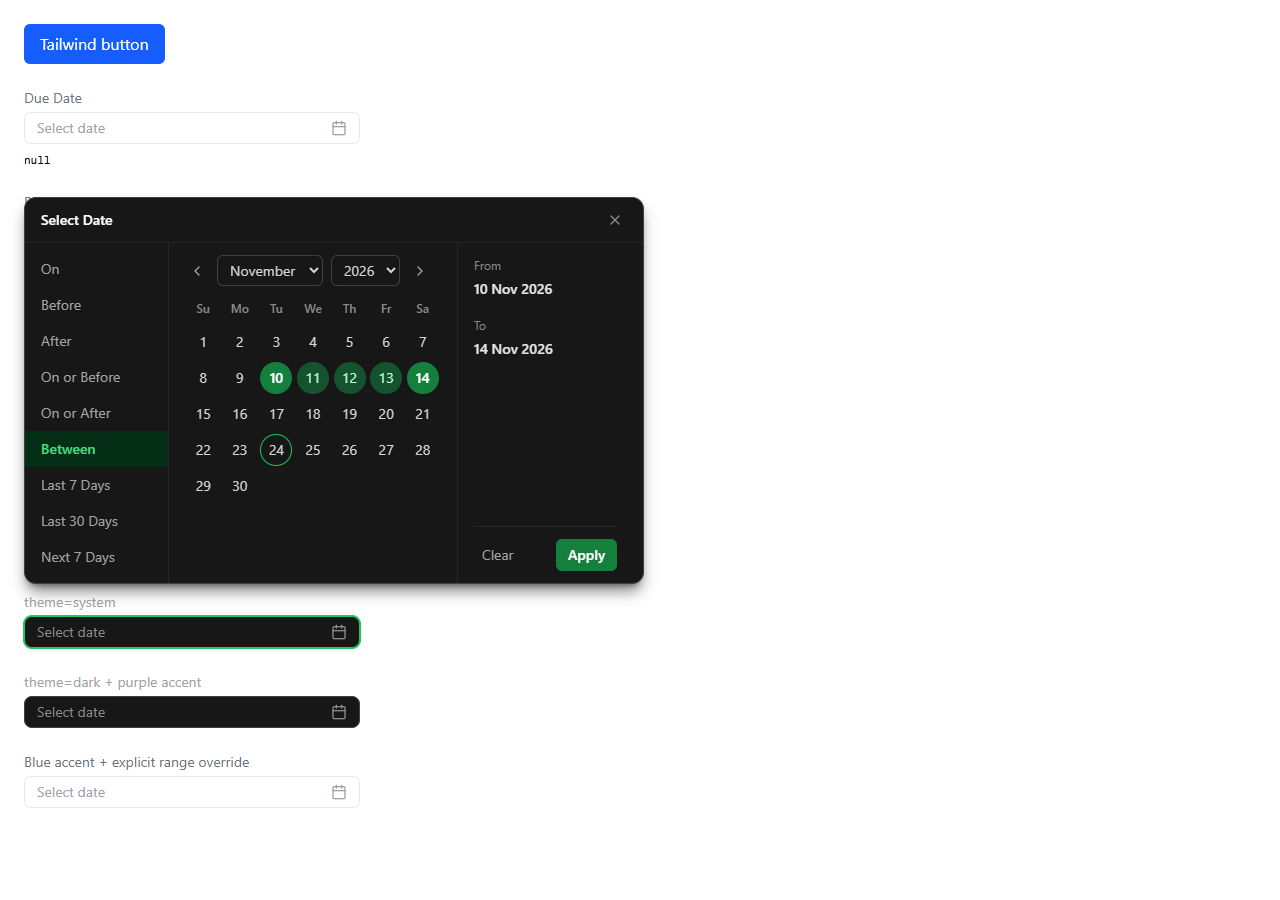 Tailwind button
Due Date
Select date
null
Select Date
On
Before
After
On or Before
On or After
Between
Last 7 Days
Last 30 Days
Next 7 Days
November 2026
Su Mo Tu We Th Fr Sa
1 2 3 4 5 6 7
8 9 10 11 12 13 14
15 16 17 18 19 20 21
22 23 24 25 26 27 28
29 30
From
10 Nov 2026
To
14 Nov 2026
Clear Apply
theme=system
Select date
theme=dark + purple accent
Select date
Blue accent + explicit range override
Select date